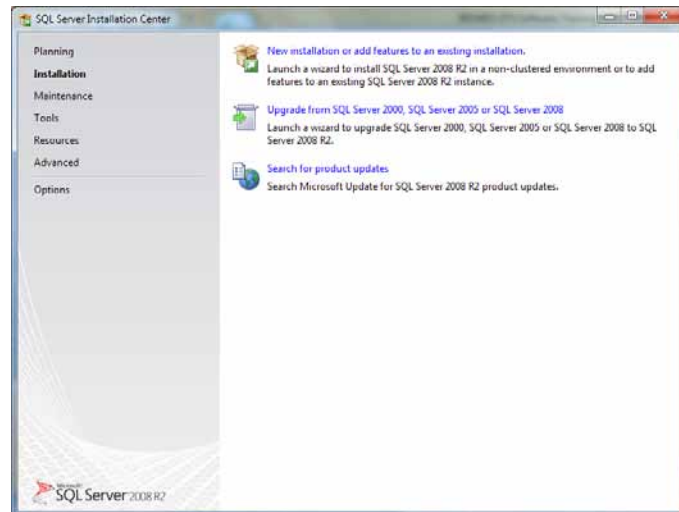 SQL Server Installation Center
Planning
Installation
Maintenance
Tools
Resources
Advanced
Options
New installation or add features to an existing installation.
Launch a wizard to install SQL Server 2008 R2 in a non-clustered environment or to add
features to an existing SQL Server 2008 R2 instance.
Upgrade from SQL Server 2000, SQL Server 2005 or SQL Server 2008
Launch a wizard to upgrade SQL Server 2000, SQL Server 2005 or SQL Server 2008 to SQL
Server 2008 R2.
Search for product updates
Search Microsoft Update for SQL Server 2008 R2 product updates.
Microsoft
SQL Server 2008 R2